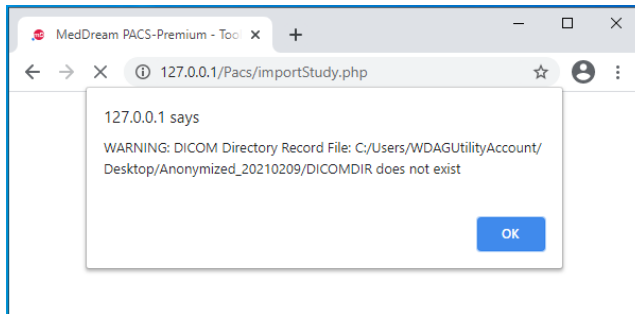 MedDream PACS-Premium - Tool
127.0.0.1/Pacs/importStudy.php
127.0.0.1 says
WARNING: DICOM Directory Record File: C:/Users/WDAGUtilityAccount/
Desktop/Anonymized_20210209/DICOMDIR does not exist
OK